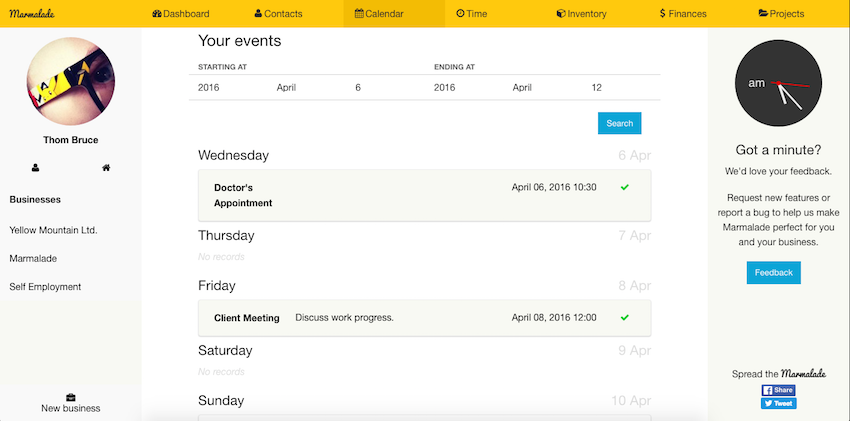 Marmalade
Dashboard
Contacts
Calendar
Time
Inventory
Finances
Projects
Thom Bruce
Businesses
Yellow Mountain Ltd.
Marmalade
Self Employment
New business
Your events
STARTING AT ENDING AT
2016 April 6 2016 April 12
Search
Wednesday 6 Apr
Doctor's
Appointment
April 06, 2016 10:30
Thursday 7 Apr
No records
Friday 8 Apr
Client Meeting Discuss work progress. April 08, 2016 12:00
Saturday 9 Apr
No records
Sunday 10 Apr
am
Got a minute?
We'd love your feedback.
Request new features or
report a bug to help us make
Marmalade perfect for you
and your business.
Feedback
Spread the Marmalade
Share
Tweet